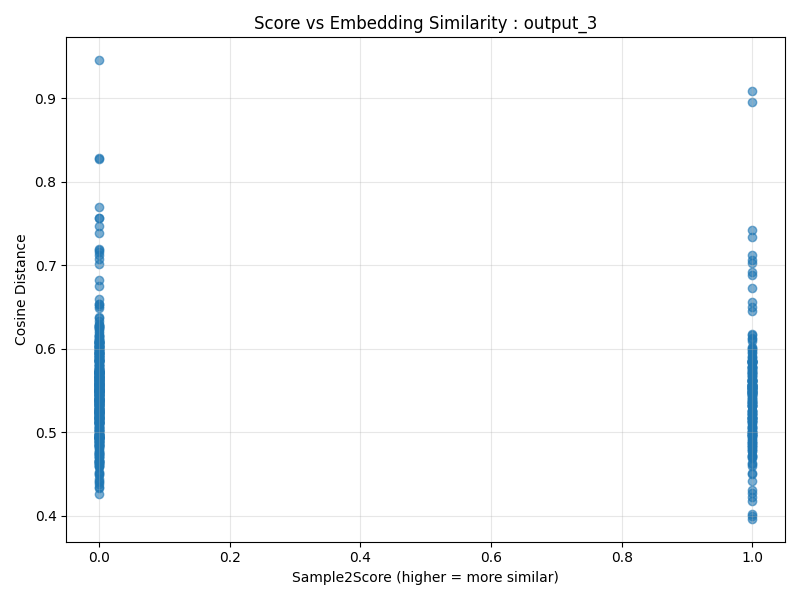 Score vs Embedding Similarity : output_3
Cosine Distance
0.9
0.8
0.7
0.6
0.5
0.4
0.0 0.2 0.4 0.6 0.8 1.0
Sample2Score (higher = more similar)